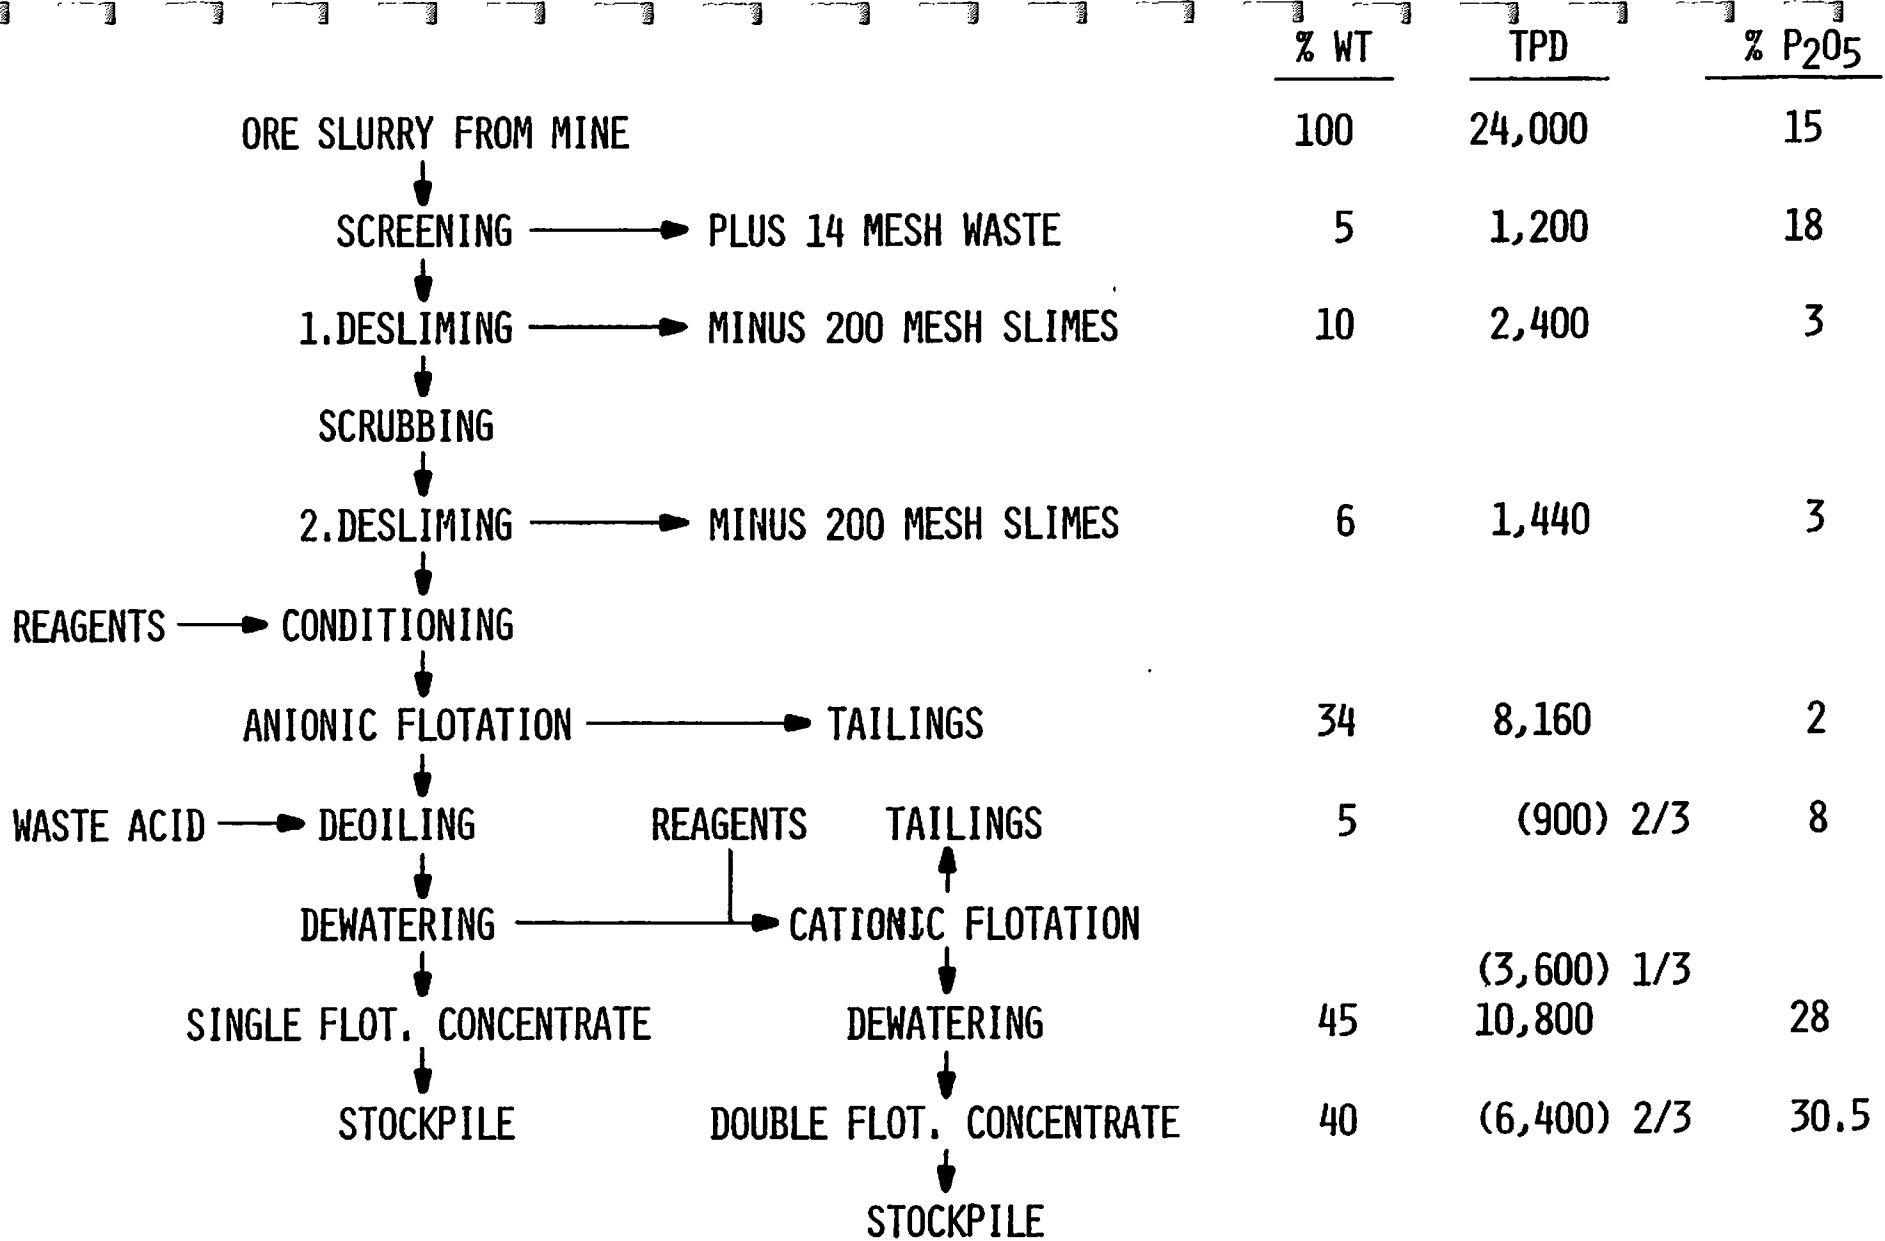 % WT TPD % P2O5
ORE SLURRY FROM MINE 100 24,000 15
SCREENING PLUS 14 MESH WASTE 5 1,200 18
1.DESLIMING MINUS 200 MESH SLIMES 10 2,400 3
SCRUBBING
2.DESLIMING MINUS 200 MESH SLIMES 6 1,440 3
REAGENTS CONDITIONING
ANIONIC FLOTATION TAILINGS 34 8,160 2
WASTE ACID DEOILING REAGENTS TAILINGS 5 (900) 2/3 8
DEWATERING CATIONIC FLOTATION
(3,600) 1/3
SINGLE FLOT. CONCENTRATE DEWATERING 45 10,800 28
STOCKPILE DOUBLE FLOT. CONCENTRATE 40 (6,400) 2/3 30.5
STOCKPILE